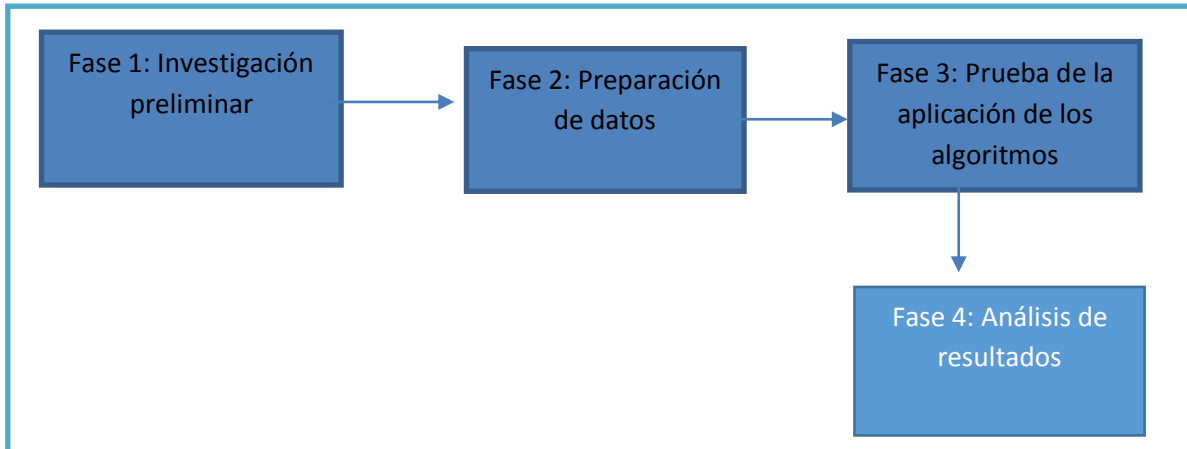 Fase 1: Investigación
preliminar
Fase 2: Preparación
de datos
Fase 3: Prueba de la
aplicación de los
algoritmos
Fase 4: Análisis de
resultados